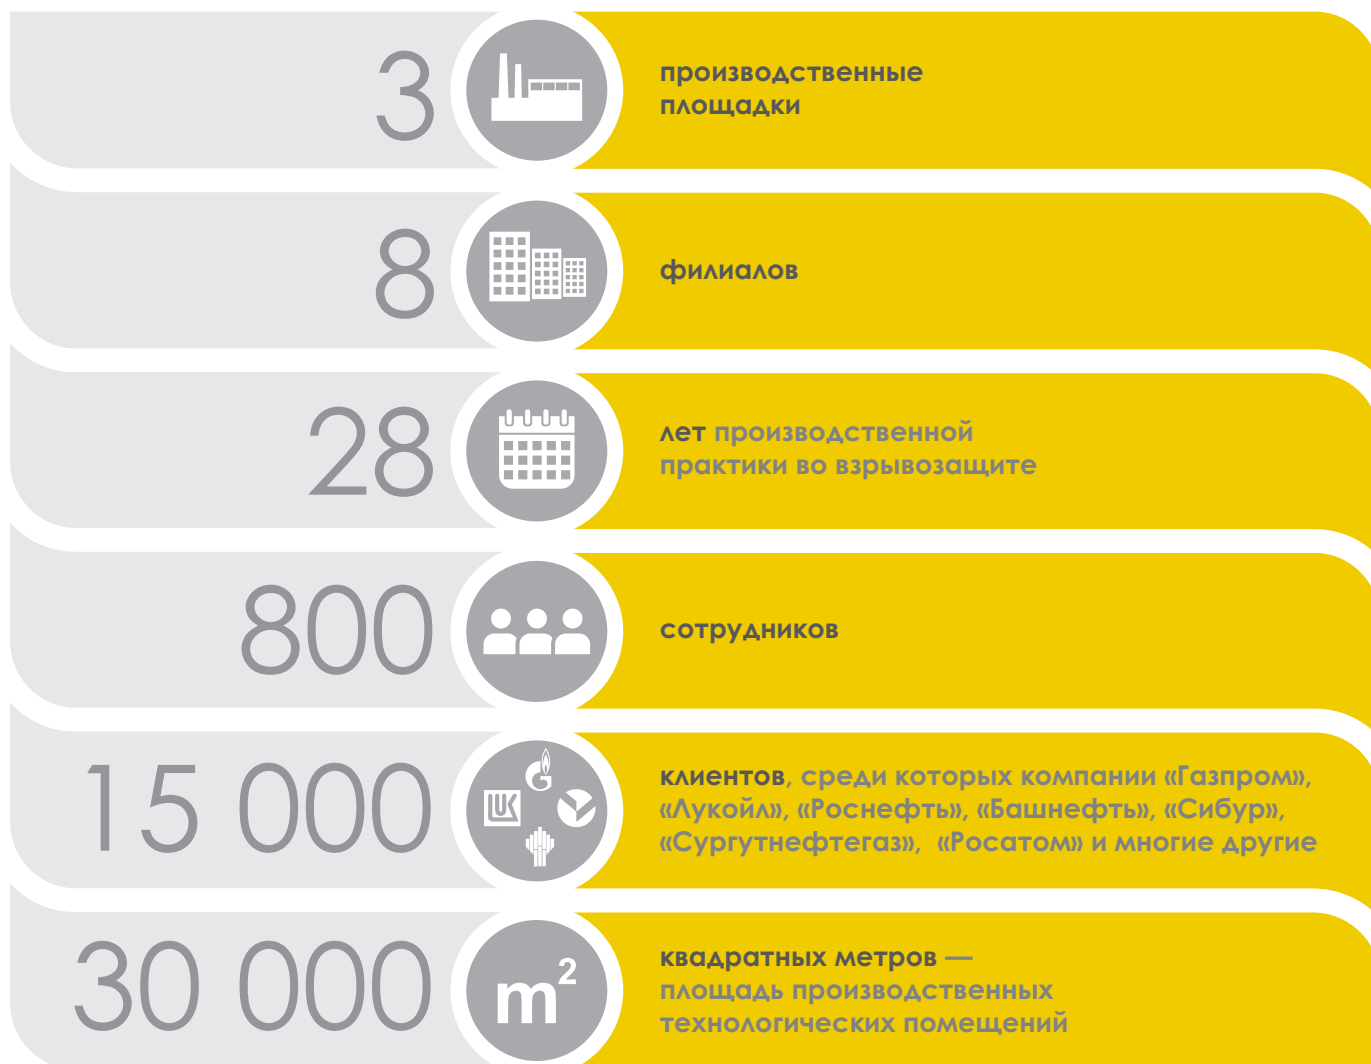 3
производственные
площадки
8
филиалов
28
лет производственной
практики во взрывозащите
800
сотрудников
15 000
LUK
G
клиентов, среди которых компании «Газпром»,
«Лукойл», «Роснефть», «Башнефть», «Сибур»,
«Сургутнефтегаз», «Росатом» и многие другие
30 000
m²
квадратных метров —
площадь производственных
технологических помещений